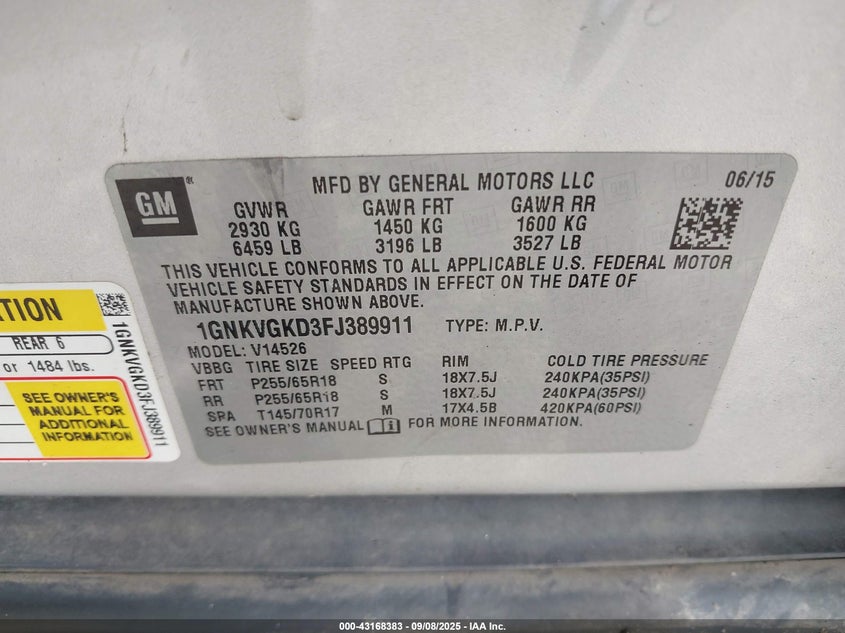 GM
®
MFD BY GENERAL MOTORS LLC 06/15
GVWR GAWR FRT GAWR RR
2930 KG 1450 KG 1600 KG
6459 LB 3196 LB 3527 LB
THIS VEHICLE CONFORMS TO ALL APPLICABLE U.S. FEDERAL MOTOR
VEHICLE SAFETY STANDARDS IN EFFECT ON THE DATE OF
MANUFACTURE SHOWN ABOVE.
1GNKVGKD3FJ389911 TYPE: M.P.V.
MODEL: V14526
VBBG TIRE SIZE SPEED RTG RIM COLD TIRE PRESSURE
FRT P255/65R18 S 18X7.5J 240KPA(35PSI)
RR P255/65R18 S 18X7.5J 240KPA(35PSI)
SPA T145/70R17 M 17X4.5B 420KPA(60PSI)
SEE OWNER'S MANUAL FOR MORE INFORMATION.
REAR 6
or 1484 lbs.
SEE OWNER'S
MANUAL FOR
ADDITIONAL
INFORMATION
1GNKVGKD3FJ389911
000-43168383 - 09/08/2025 - IAA Inc.